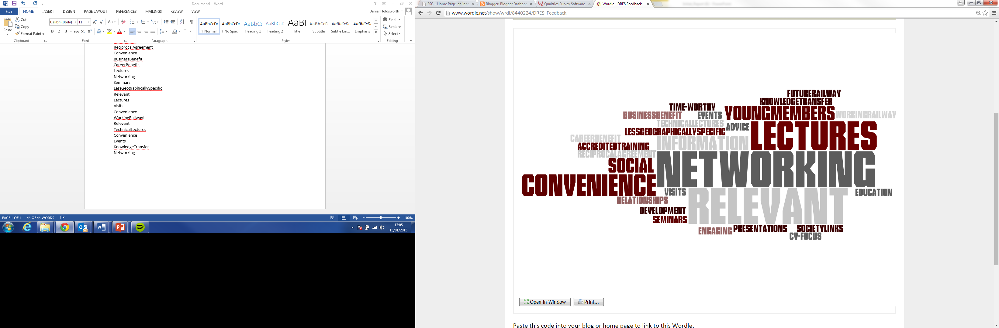 Document1 - Word
FILE HOME INSERT DESIGN PAGE LAYOUT REFERENCES MAILINGS REVIEW VIEW
Daniel Holdsworth
Cut
Copy
Format Painter
Paste
Calibri (Body) 11
AaBbCcDc ¶ Normal
AaBbCcDc ¶ No Spac...
Heading 1
Heading 2
Title
Subtitle
Subtle Em...
Emphasis
Find
Replace
Select
Clipboard Font Paragraph Styles Editing
ReciprocalAgreement
Convenience
BusinessBenefit
CareerBenefit
Lectures
Networking
Seminars
LessGeographicallySpecific
Relevant
Lectures
Visits
Convenience
WorkingRailway!
Relevant
TechnicalLectures
Convenience
Events
KnowledgeTransfer
Networking
PAGE 1 OF 1 44 OF 44 WORDS
100%
13:05
15/01/2015
ESG - Home Page: an inno
Blogger: Blogger Dashboa
Qualtrics Survey Software
Wordle - DRES Feedback
www.wordle.net/show/wrdl/8440224/DRES_Feedback
FUTURERAILWAY
KNOWLEDGETRANSFER
TIME-WORTHY
YOUNGMEMBERS
BUSINESSBENEFIT
EVENTS
WORKINGRAILWAY
TECHNICALLECTURES
ADVICE
LECTURES
LESSGEOGRAPHICALLYSPECIFIC
CAREERBENEFIT
INFORMATION
ACCREDITEDTRAINING
RECIPROCALAGREEMENT
SOCIAL
NETWORKING
CONVENIENCE
VISITS
EDUCATION
RELATIONSHIPS
RELEVANT
DEVELOPMENT
SEMINARS
ENGAGING
PRESENTATIONS
SOCIETYLINKS
CV-FOCUS
Open in Window
Print...
Paste this code into your blog or home page to link to this Wordle: